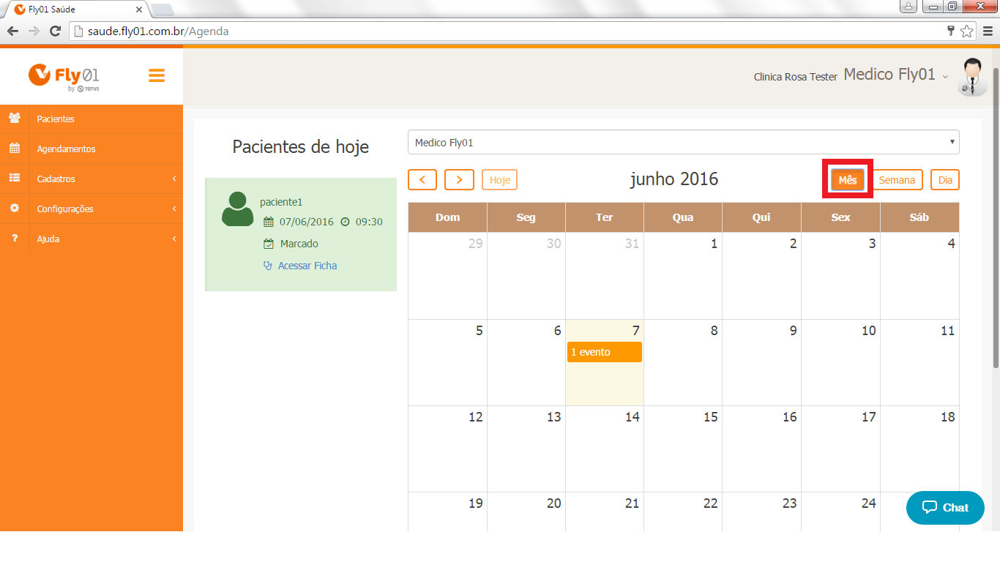 Fly01 Saúde
saude.fly01.com.br/Agenda
Fly01
by TOTVS
Clinica Rosa Tester Medico Fly01
Pacientes
Agendamentos
Cadastros
Configurações
Ajuda
Pacientes de hoje
paciente1
07/06/2016 09:30
Marcado
Acessar Ficha
Medico Fly01
Hoje
junho 2016
Mês Semana Dia
Dom Seg Ter Qua Qui Sex Sáb
29 30 31 1 2 3 4
5 6 7 8 9 10 11
1 evento
12 13 14 15 16 17 18
19 20 21 22 23 24
Chat